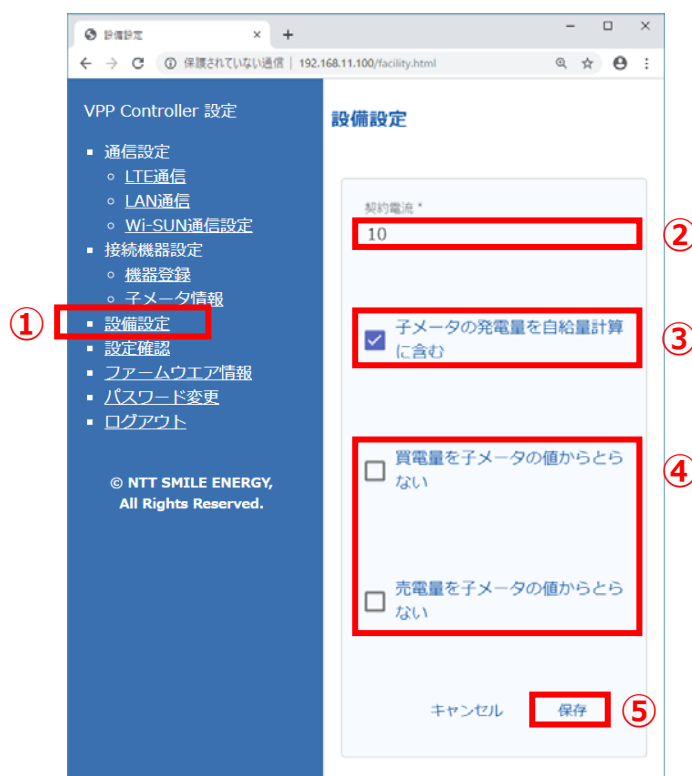 設備設定
保護されていない通信 | 192.168.11.100/facility.html
VPP Controller 設定
通信設定
LTE通信
LAN通信
Wi-SUN通信設定
接続機器設定
機器登録
子メータ情報
① 設備設定
設定確認
ファームウエア情報
パスワード変更
ログアウト
© NTT SMILE ENERGY,
All Rights Reserved.
設備設定
契約電流 *
10 ②
子メータの発電量を自給量計算 ③
に含む
買電量を子メータの値からとら ④
ない
売電量を子メータの値からとら
ない
キャンセル 保存 ⑤